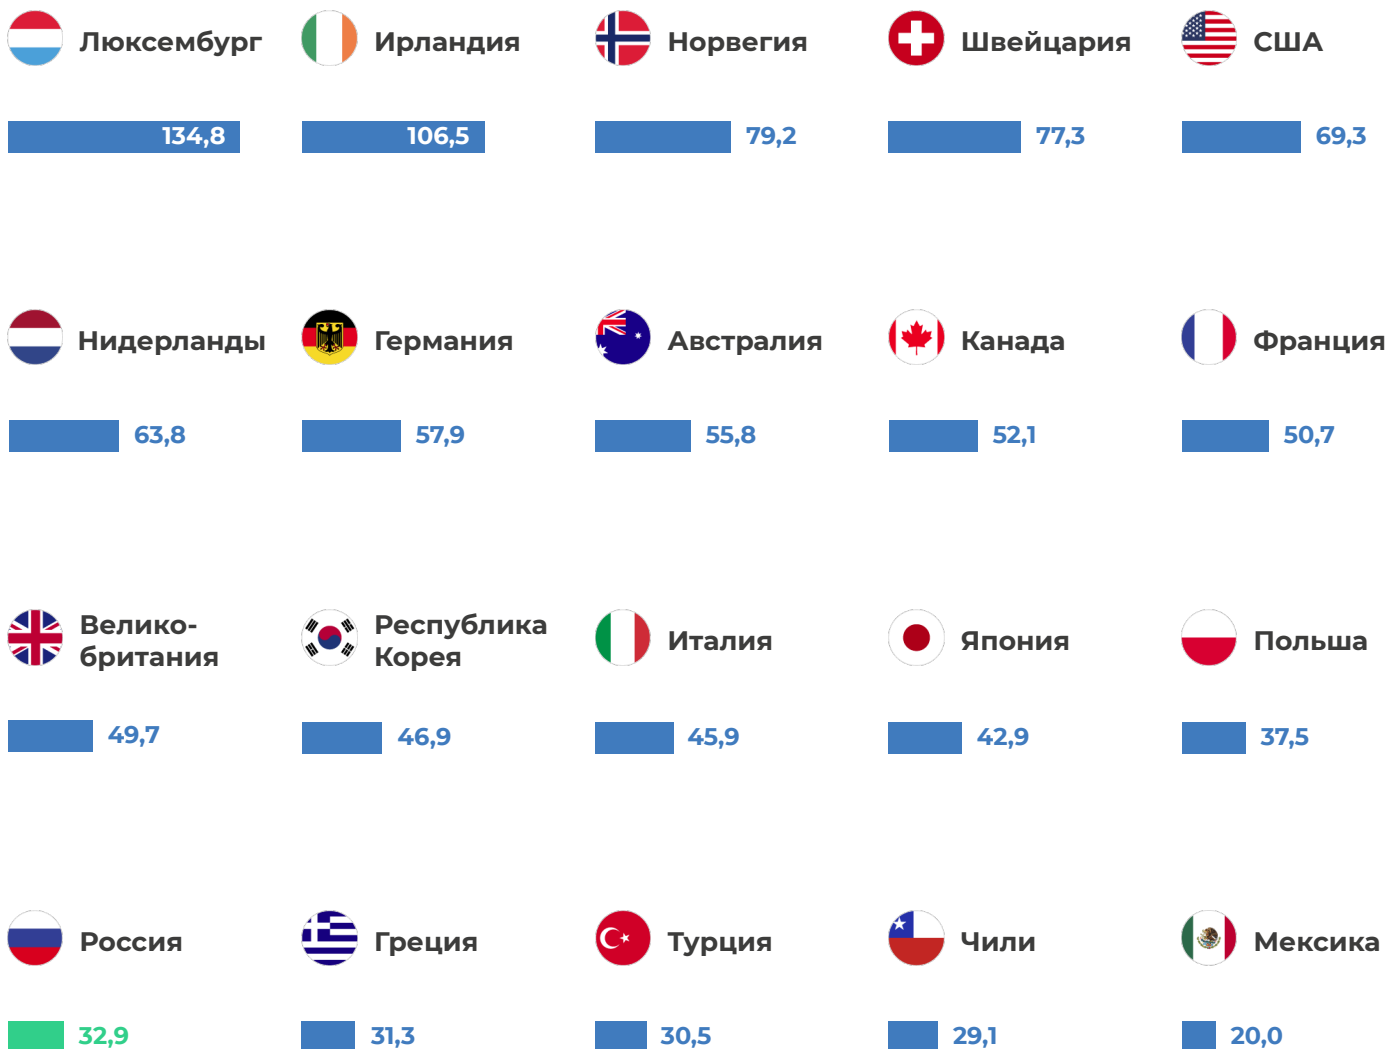 Люксембург
Ирландия
Норвегия
Швейцария
США
134,8
106,5
79,2
77,3
69,3
Нидерланды
Германия
Австралия
Канада
Франция
63,8
57,9
55,8
52,1
50,7
Велико-
британия
Республика
Корея
Италия
Япония
Польша
49,7
46,9
45,9
42,9
37,5
Россия
Греция
Турция
Чили
Мексика
32,9
31,3
30,5
29,1
20,0